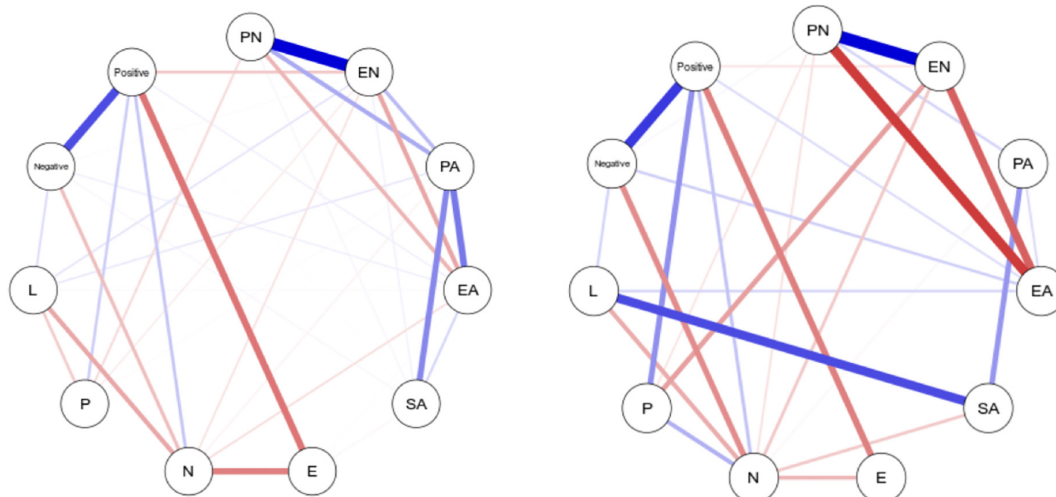 PN
EN
Positive
PA
Negative
EA
L
SA
P
N
E
PN
EN
Positive
PA
Negative
EA
L
SA
P
N
E